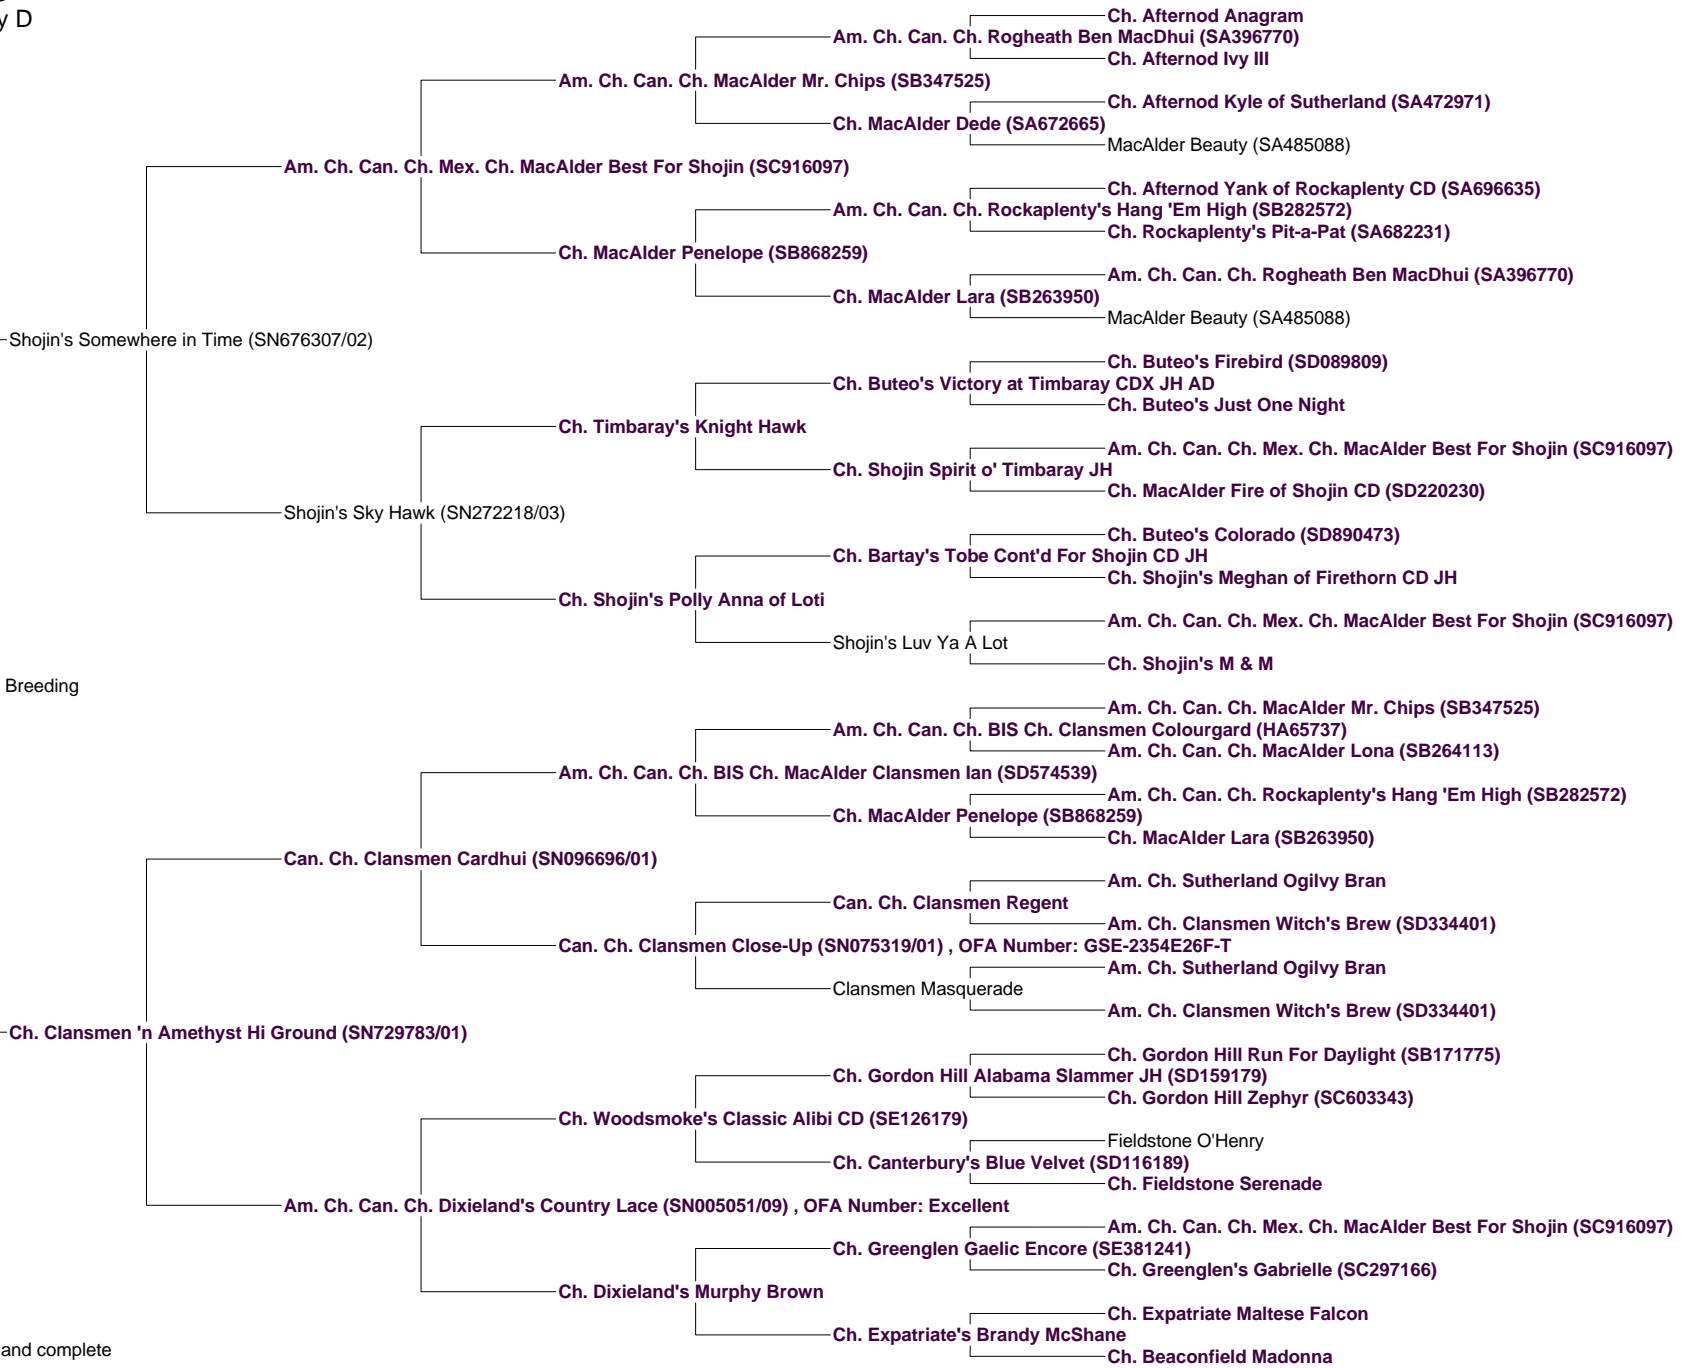 y D
Ch. Afternod Anagram
Am. Ch. Can. Ch. Rogheath Ben MacDhui (SA396770)
Ch. Afternod Ivy III
Am. Ch. Can. Ch. MacAlder Mr. Chips (SB347525)
Ch. Afternod Kyle of Sutherland (SA472971)
Ch. MacAlder Dede (SA672665)
MacAlder Beauty (SA485088)
Am. Ch. Can. Ch. Mex. Ch. MacAlder Best For Shojin (SC916097)
Ch. Afternod Yank of Rockaplenty CD (SA696635)
Am. Ch. Can. Ch. Rockaplenty's Hang 'Em High (SB282572)
Ch. Rockaplenty's Pit-a-Pat (SA682231)
Ch. MacAlder Penelope (SB868259)
Am. Ch. Can. Ch. Rogheath Ben MacDhui (SA396770)
Ch. MacAlder Lara (SB263950)
MacAlder Beauty (SA485088)
Shojin's Somewhere in Time (SN676307/02)
Ch. Buteo's Firebird (SD089809)
Ch. Buteo's Victory at Timbaray CDX JH AD
Ch. Buteo's Just One Night
Ch. Timbaray's Knight Hawk
Am. Ch. Can. Ch. Mex. Ch. MacAlder Best For Shojin (SC916097)
Ch. Shojin Spirit o' Timbaray JH
Ch. MacAlder Fire of Shojin CD (SD220230)
Shojin's Sky Hawk (SN272218/03)
Ch. Buteo's Colorado (SD890473)
Ch. Bartay's Tobe Cont'd For Shojin CD JH
Ch. Shojin's Meghan of Firethorn CD JH
Ch. Shojin's Polly Anna of Loti
Am. Ch. Can. Ch. Mex. Ch. MacAlder Best For Shojin (SC916097)
Shojin's Luv Ya A Lot
Ch. Shojin's M & M
Breeding
Am. Ch. Can. Ch. MacAlder Mr. Chips (SB347525)
Am. Ch. Can. Ch. BIS Ch. Clansmen Colourgard (HA65737)
Am. Ch. Can. Ch. MacAlder Lona (SB264113)
Am. Ch. Can. Ch. BIS Ch. MacAlder Clansmen Ian (SD574539)
Am. Ch. Can. Ch. Rockaplenty's Hang 'Em High (SB282572)
Ch. MacAlder Penelope (SB868259)
Ch. MacAlder Lara (SB263950)
Can. Ch. Clansmen Cardhui (SN096696/01)
Am. Ch. Sutherland Ogilvy Bran
Can. Ch. Clansmen Regent
Am. Ch. Clansmen Witch's Brew (SD334401)
Can. Ch. Clansmen Close-Up (SN075319/01) , OFA Number: GSE-2354E26F-T
Am. Ch. Sutherland Ogilvy Bran
Clansmen Masquerade
Am. Ch. Clansmen Witch's Brew (SD334401)
Ch. Clansmen 'n Amethyst Hi Ground (SN729783/01)
Ch. Gordon Hill Run For Daylight (SB171775)
Ch. Gordon Hill Alabama Slammer JH (SD159179)
Ch. Gordon Hill Zephyr (SC603343)
Ch. Woodsmoke's Classic Alibi CD (SE126179)
Fieldstone O'Henry
Ch. Canterbury's Blue Velvet (SD116189)
Ch. Fieldstone Serenade
Am. Ch. Can. Ch. Dixieland's Country Lace (SN005051/09) , OFA Number: Excellent
Am. Ch. Can. Ch. Mex. Ch. MacAlder Best For Shojin (SC916097)
Ch. Greenglen Gaelic Encore (SE381241)
Ch. Greenglen's Gabrielle (SC297166)
Ch. Dixieland's Murphy Brown
Ch. Expatriate Maltese Falcon
Ch. Expatriate's Brandy McShane
and complete
Ch. Beaconfield Madonna